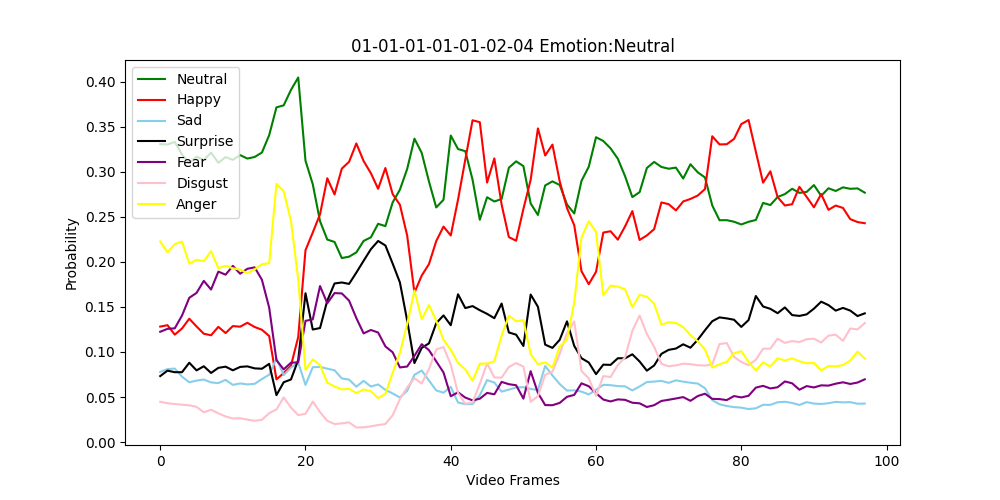 01-01-01-01-01-02-04 Emotion:Neutral
Neutral
Happy
Sad
Surprise
Fear
Disgust
Anger
0.40
0.35
0.30
0.25
0.20
0.15
0.10
0.05
0.00
Probability
0 20 40 60 80 100
Video Frames